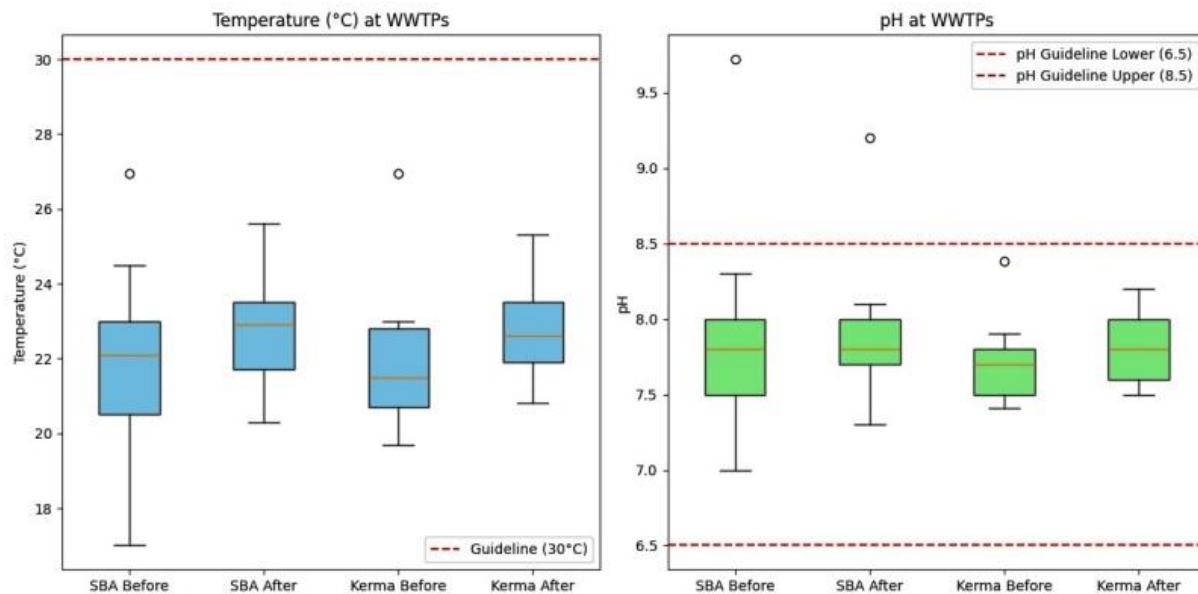 Temperature (°C) at WWTPs
30
28
26
24
22
20
18
Temperature (°C)
Guideline (30°C)
SBA Before
SBA After
Kerma Before
Kerma After
pH at WWTPs
pH Guideline Lower (6.5)
pH Guideline Upper (8.5)
9.5
9.0
8.5
8.0
7.5
7.0
6.5
pH
SBA Before
SBA After
Kerma Before
Kerma After